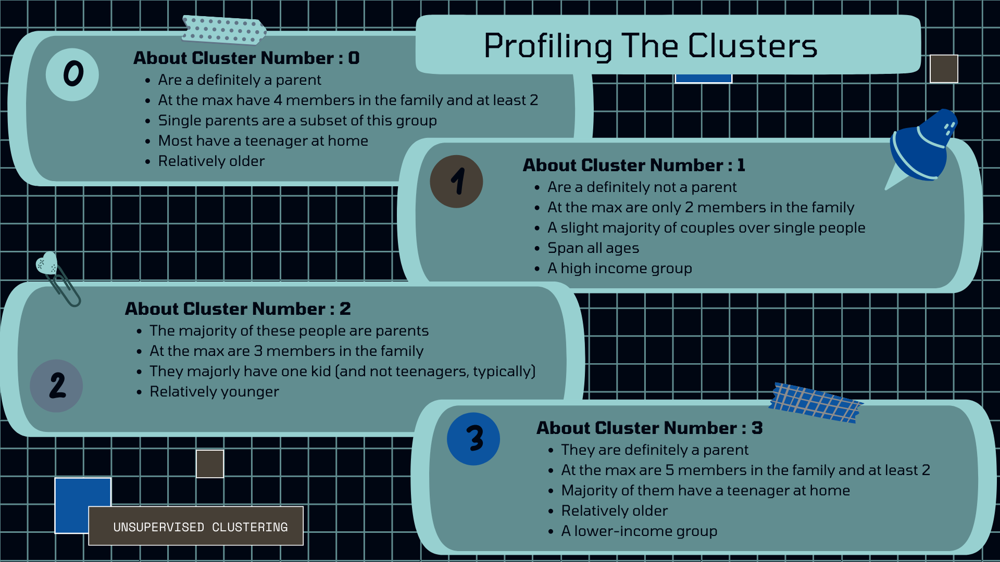 Profiling The Clusters
0
About Cluster Number : 0
• Are a definitely a parent
• At the max have 4 members in the family and at least 2
• Single parents are a subset of this group
• Most have a teenager at home
• Relatively older
1
About Cluster Number : 1
• Are a definitely not a parent
• At the max are only 2 members in the family
• A slight majority of couples over single people
• Span all ages
• A high income group
2
About Cluster Number : 2
• The majority of these people are parents
• At the max are 3 members in the family
• They majorly have one kid (and not teenagers, typically)
• Relatively younger
3
About Cluster Number : 3
• They are definitely a parent
• At the max are 5 members in the family and at least 2
• Majority of them have a teenager at home
• Relatively older
• A lower-income group
UNSUPERVISED CLUSTERING